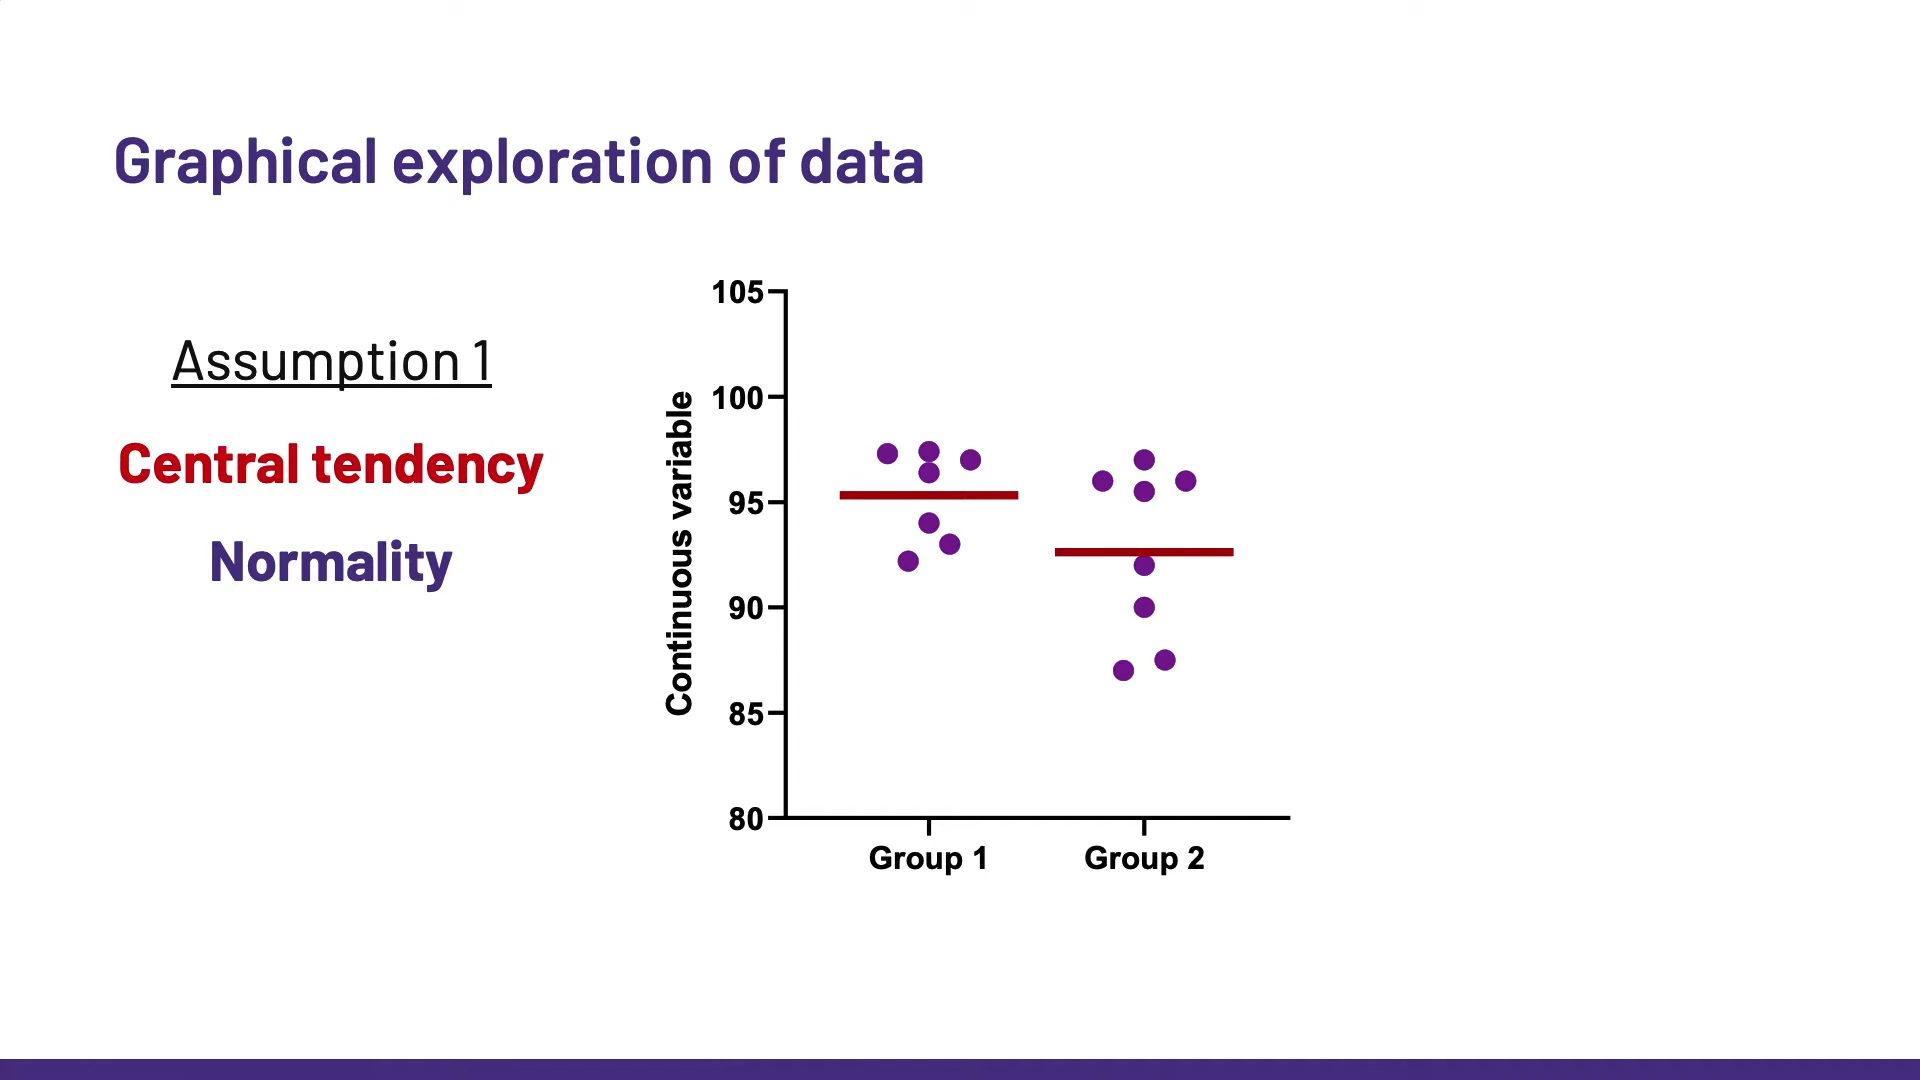 Graphical exploration of data
Assumption 1
Central tendency
Normality
Continuous variable
105
100
95
90
85
80
Group 1
Group 2